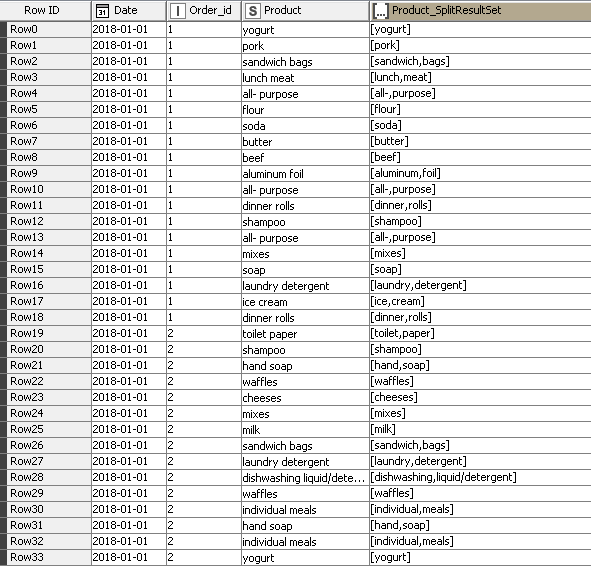 Row ID 31 Date I Order_id S Product [...] Product_SplitResultSet
Row0 2018-01-01 1 yogurt [yogurt]
Row1 2018-01-01 1 pork [pork]
Row2 2018-01-01 1 sandwich bags [sandwich,bags]
Row3 2018-01-01 1 lunch meat [lunch,meat]
Row4 2018-01-01 1 all- purpose [all-,purpose]
Row5 2018-01-01 1 flour [flour]
Row6 2018-01-01 1 soda [soda]
Row7 2018-01-01 1 butter [butter]
Row8 2018-01-01 1 beef [beef]
Row9 2018-01-01 1 aluminum foil [aluminum,foil]
Row10 2018-01-01 1 all- purpose [all-,purpose]
Row11 2018-01-01 1 dinner rolls [dinner,rolls]
Row12 2018-01-01 1 shampoo [shampoo]
Row13 2018-01-01 1 all- purpose [all-,purpose]
Row14 2018-01-01 1 mixes [mixes]
Row15 2018-01-01 1 soap [soap]
Row16 2018-01-01 1 laundry detergent [laundry,detergent]
Row17 2018-01-01 1 ice cream [ice,cream]
Row18 2018-01-01 1 dinner rolls [dinner,rolls]
Row19 2018-01-01 2 toilet paper [toilet,paper]
Row20 2018-01-01 2 shampoo [shampoo]
Row21 2018-01-01 2 hand soap [hand,soap]
Row22 2018-01-01 2 waffles [waffles]
Row23 2018-01-01 2 cheeses [cheeses]
Row24 2018-01-01 2 mixes [mixes]
Row25 2018-01-01 2 milk [milk]
Row26 2018-01-01 2 sandwich bags [sandwich,bags]
Row27 2018-01-01 2 laundry detergent [laundry,detergent]
Row28 2018-01-01 2 dishwashing liquid/dete... [dishwashing,liquid/detergent]
Row29 2018-01-01 2 waffles [waffles]
Row30 2018-01-01 2 individual meals [individual,meals]
Row31 2018-01-01 2 hand soap [hand,soap]
Row32 2018-01-01 2 individual meals [individual,meals]
Row33 2018-01-01 2 yogurt [yogurt]